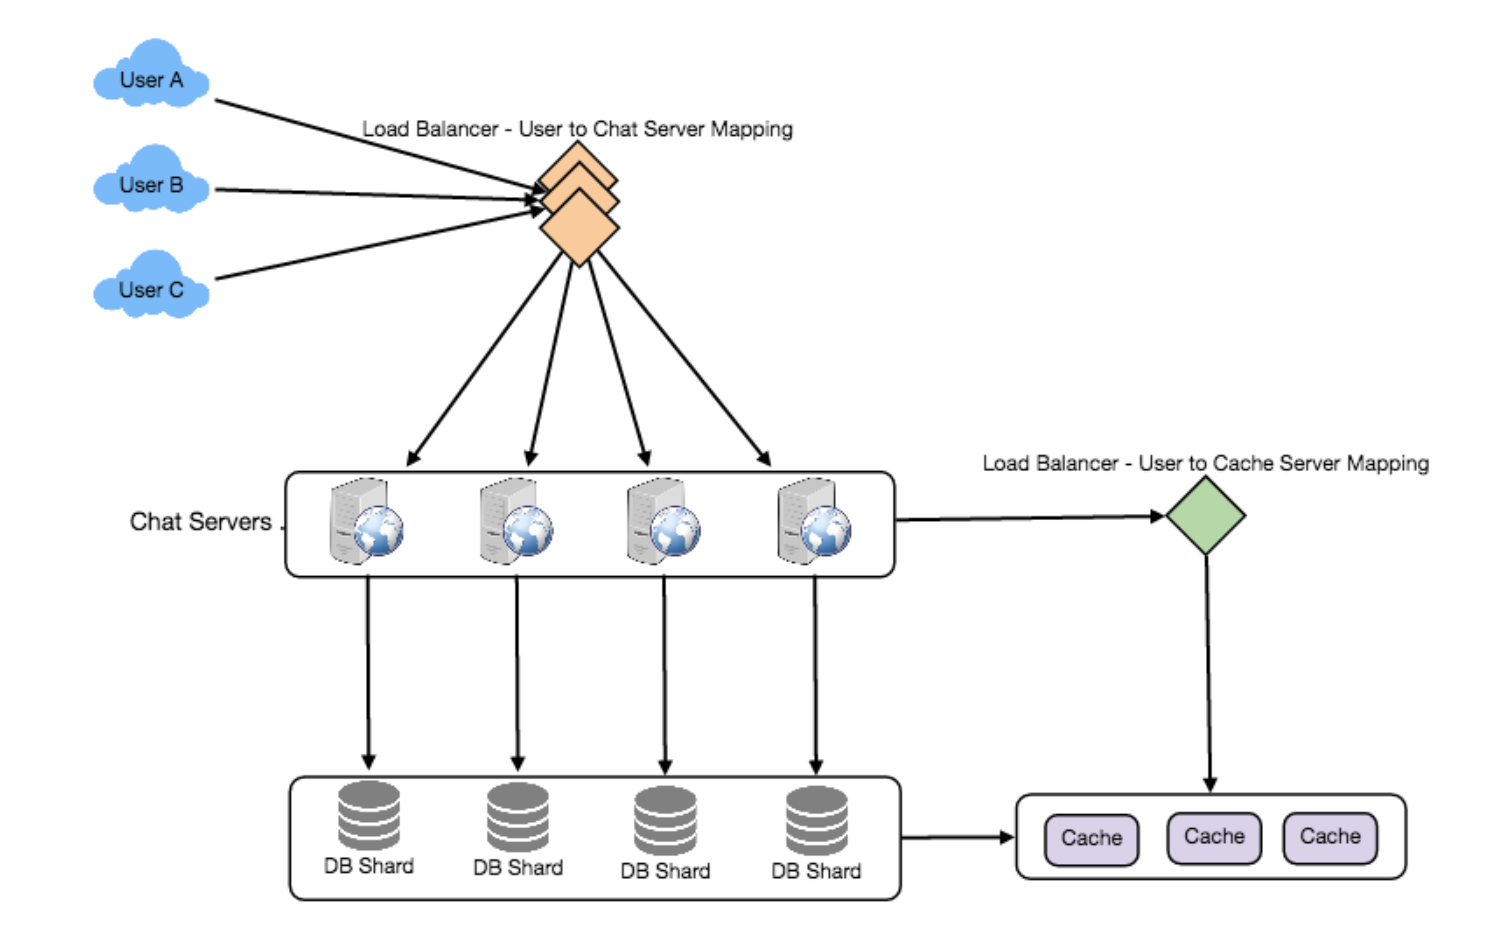 User A
Load Balancer - User to Chat Server Mapping
User B
User C
Load Balancer - User to Cache Server Mapping
Chat Servers .
Cache
Cache
Cache
DB Shard
DB Shard
DB Shard
DB Shard